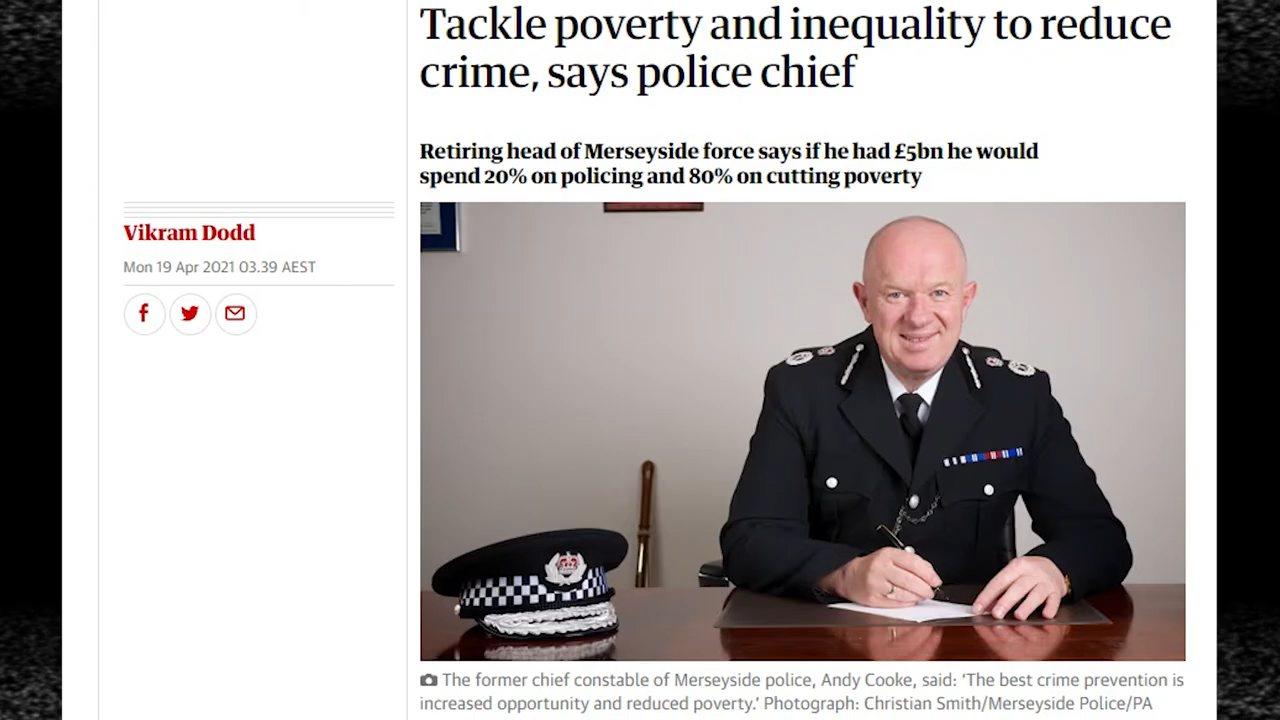 Tackle poverty and inequality to reduce
crime, says police chief
Retiring head of Merseyside force says if he had £5bn he would
spend 20% on policing and 80% on cutting poverty
Vikram Dodd
Mon 19 Apr 2021 03.39 AEST
The former chief constable of Merseyside police, Andy Cooke, said: ‘The best crime prevention is
increased opportunity and reduced poverty.’ Photograph: Christian Smith/Merseyside Police/PA